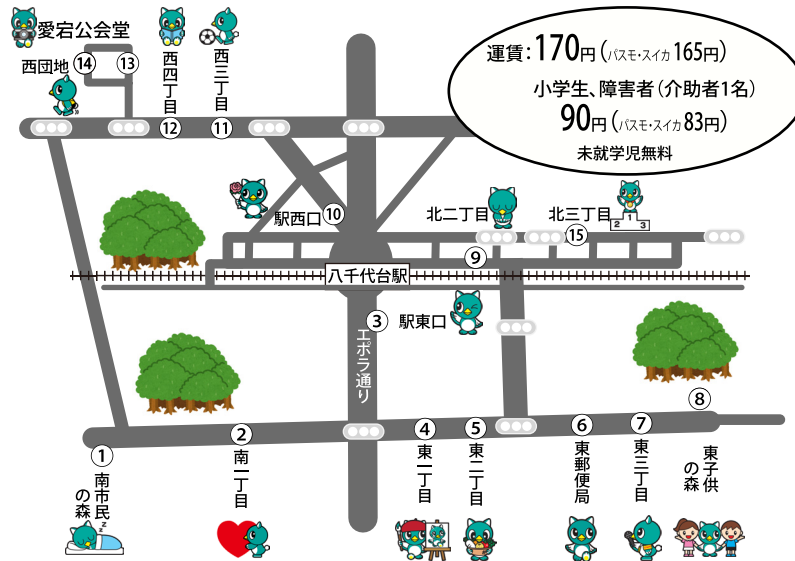 愛宕公会堂
西団地
⑭
⑬
西四丁目
西三丁目
⑫
⑪
運賃：170円（パスモ・スイカ165円）
小学生、障害者（介助者1名）
90円（パスモ・スイカ83円）
未就学児無料
駅西口
⑩
北二丁目
北三丁目
2 1 3
⑮
⑨
八千代台駅
③
駅東口
エポラ通り
①
南市民の森
z z
②
南一丁目
④
東一丁目
⑤
東二丁目
⑥
東郵便局
⑦
東三丁目
⑧
東子供の森